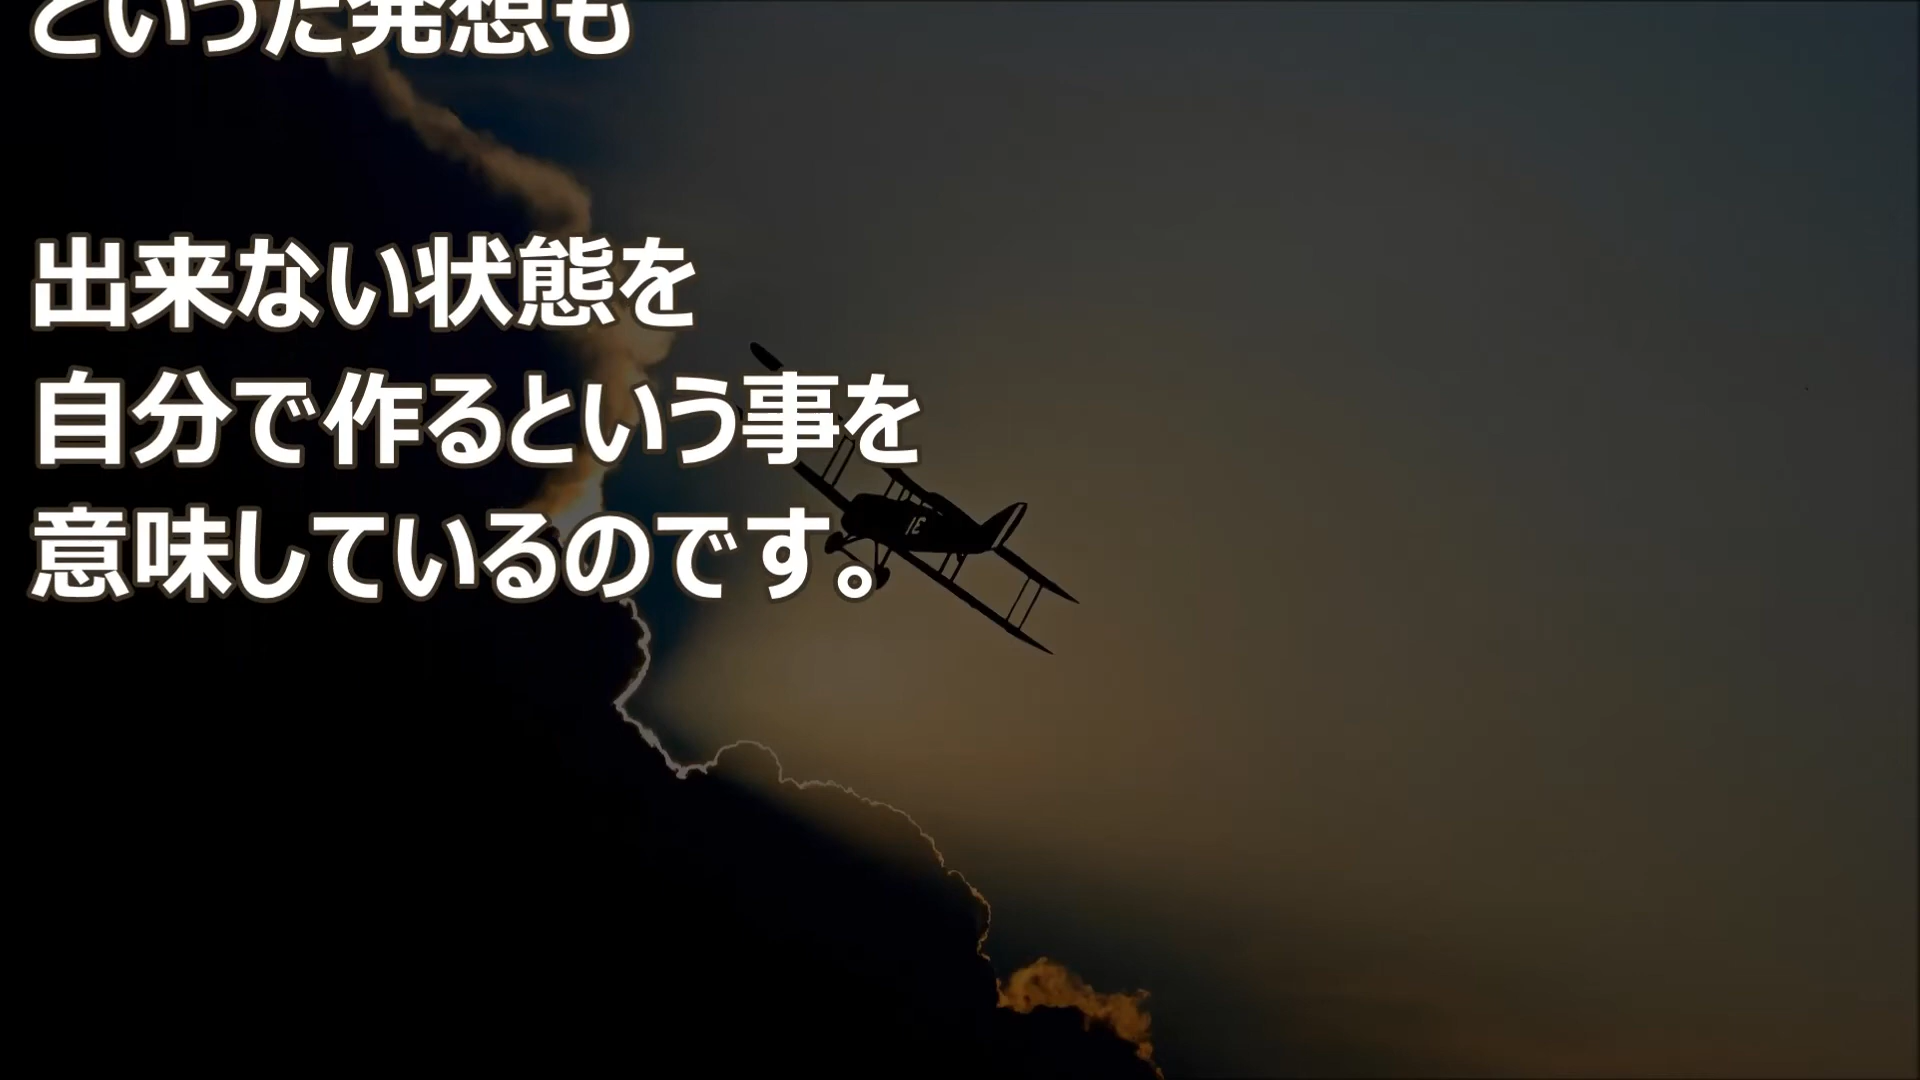 といった発想も
出来ない状態を
自分で作るという事を
意味しているのです。